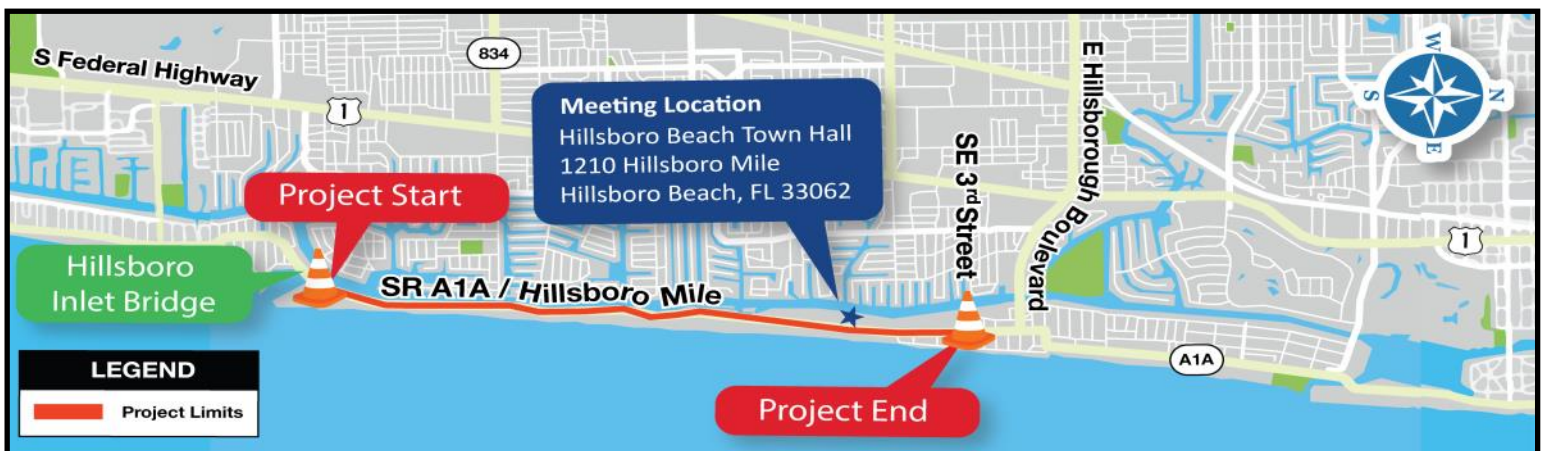 S Federal Highway
834
1
Meeting Location
Hillsboro Beach Town Hall
1210 Hillsboro Mile
Hillsboro Beach, FL 33062
E Hillsborough Boulevard
SE 3rd Street
W
N
S
E
1
Project Start
Hillsboro
Inlet Bridge
SR A1A / Hillsboro Mile
A1A
Project End
LEGEND
Project Limits